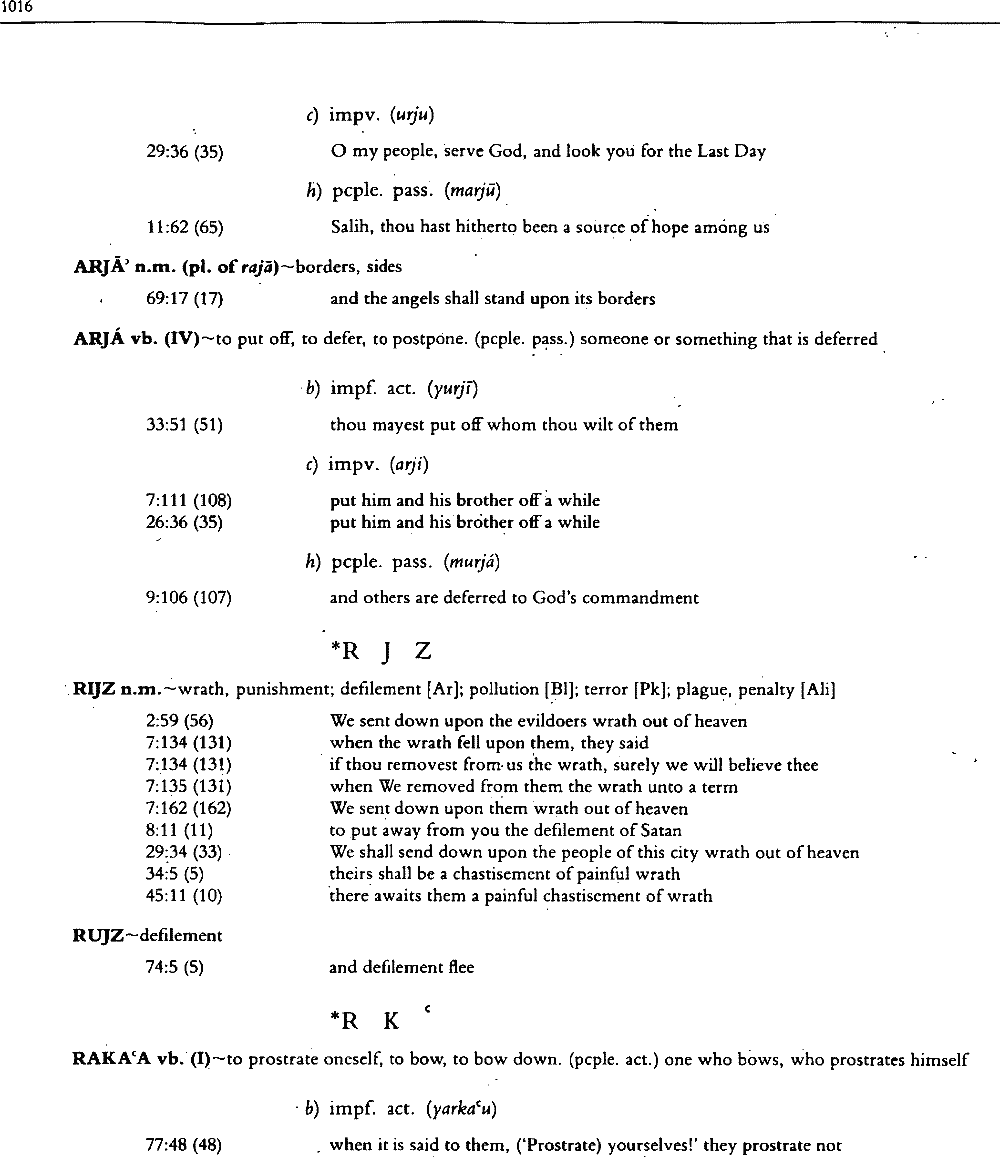 1016
c) impv. (urju)
29:36 (35) O my people, serve God, and look you for the Last Day
h) pcple. pass. (marjū)
11:62 (65) Salih, thou hast hitherto been a source of hope among us
ARJĀʾ n.m. (pl. of rajā)~borders, sides
69:17 (17) and the angels shall stand upon its borders
ARJÁ vb. (IV)~to put off, to defer, to postpone. (pcple. pass.) someone or something that is deferred
b) impf. act. (yurjī)
33:51 (51) thou mayest put off whom thou wilt of them
c) impv. (arji)
7:111 (108) put him and his brother off a while
26:36 (35) put him and his brother off a while
h) pcple. pass. (murjá)
9:106 (107) and others are deferred to God's commandment
*R J Z
RIJZ n.m.~wrath, punishment; defilement [Ar]; pollution [Bl]; terror [Pk]; plague, penalty [Ali]
2:59 (56) We sent down upon the evildoers wrath out of heaven
7:134 (131) when the wrath fell upon them, they said
7:134 (131) if thou removest from us the wrath, surely we will believe thee
7:135 (131) when We removed from them the wrath unto a term
7:162 (162) We sent down upon them wrath out of heaven
8:11 (11) to put away from you the defilement of Satan
29:34 (33) We shall send down upon the people of this city wrath out of heaven
34:5 (5) theirs shall be a chastisement of painful wrath
45:11 (10) there awaits them a painful chastisement of wrath
RUJZ~defilement
74:5 (5) and defilement flee
*R K ʿ
RAKAʿA vb. (I)~to prostrate oneself, to bow, to bow down. (pcple. act.) one who bows, who prostrates himself
b) impf. act. (yarkaʿu)
77:48 (48) when it is said to them, ('Prostrate) yourselves!' they prostrate not